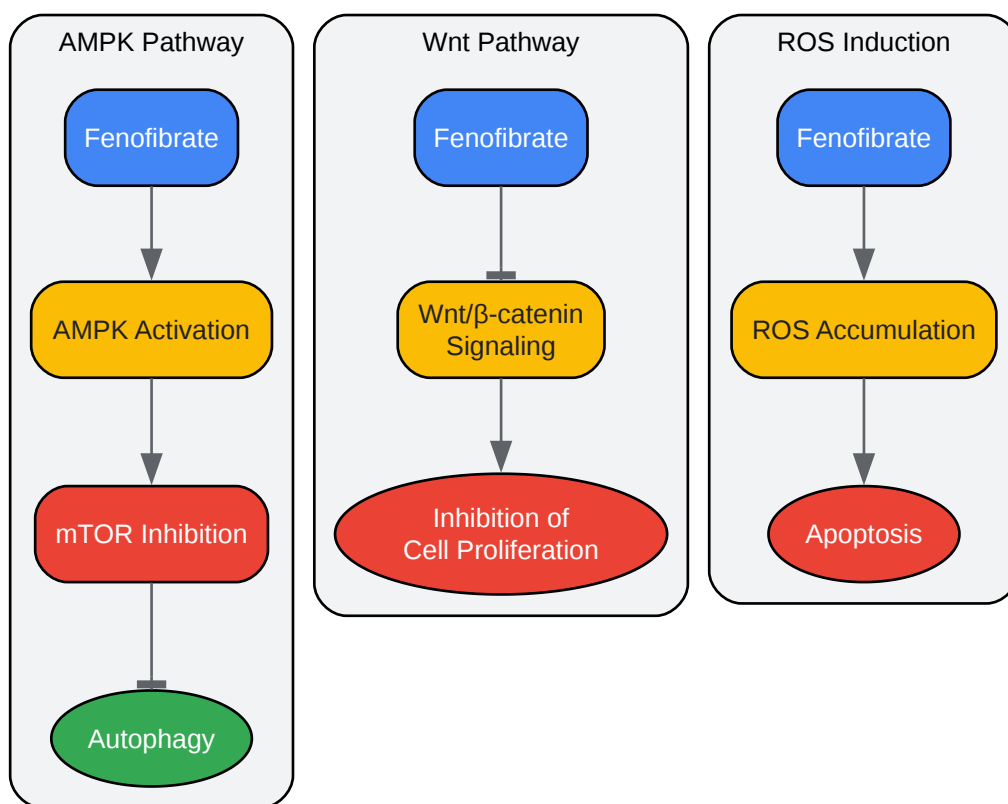 AMPK Pathway
Fenofibrate
AMPK Activation
mTOR Inhibition
Autophagy
Wnt Pathway
Fenofibrate
Wnt/β-catenin
Signaling
Inhibition of
Cell Proliferation
ROS Induction
Fenofibrate
ROS Accumulation
Apoptosis